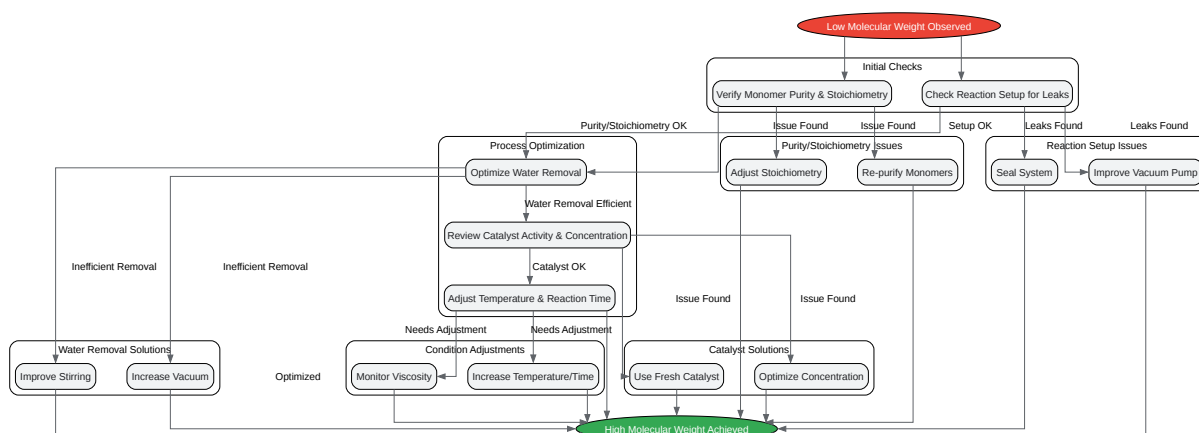 Low Molecular Weight Observed
Initial Checks
Verify Monomer Purity & Stoichiometry
Check Reaction Setup for Leaks
Purity/Stoichiometry OK
Issue Found
Issue Found
Setup OK
Leaks Found
Leaks Found
Process Optimization
Purity/Stoichiometry Issues
Reaction Setup Issues
Optimize Water Removal
Adjust Stoichiometry
Re-purify Monomers
Seal System
Improve Vacuum Pump
Water Removal Efficient
Review Catalyst Activity & Concentration
Inefficient Removal
Inefficient Removal
Catalyst OK
Adjust Temperature & Reaction Time
Issue Found
Issue Found
Needs Adjustment
Needs Adjustment
Water Removal Solutions
Condition Adjustments
Catalyst Solutions
Improve Stirring
Increase Vacuum
Optimized
Monitor Viscosity
Increase Temperature/Time
Use Fresh Catalyst
Optimize Concentration
High Molecular Weight Achieved